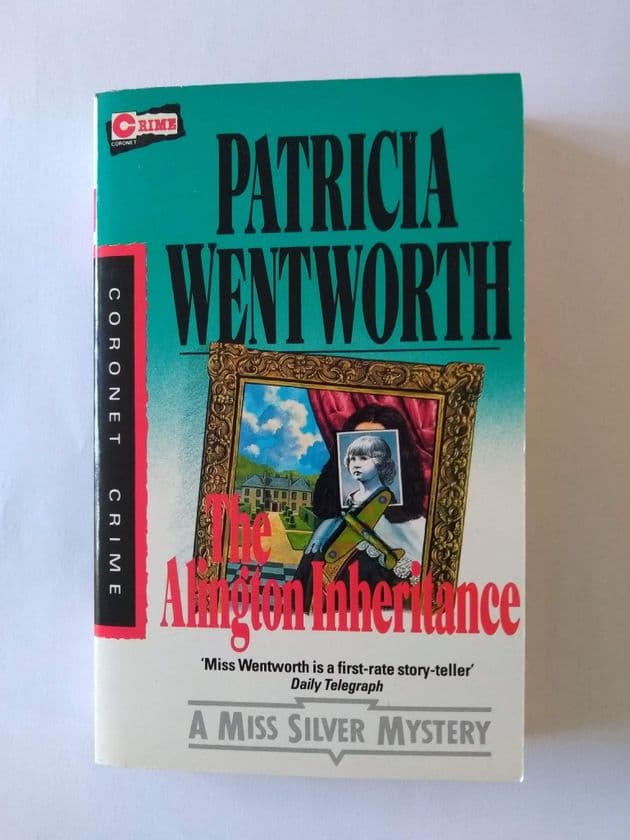 CRIME
CORONET
PATRICIA
WENTWORTH
CORONET CRIME
The
Alington Inheritance
'Miss Wentworth is a first-rate story-teller'
Daily Telegraph
A MISS SILVER MYSTERY